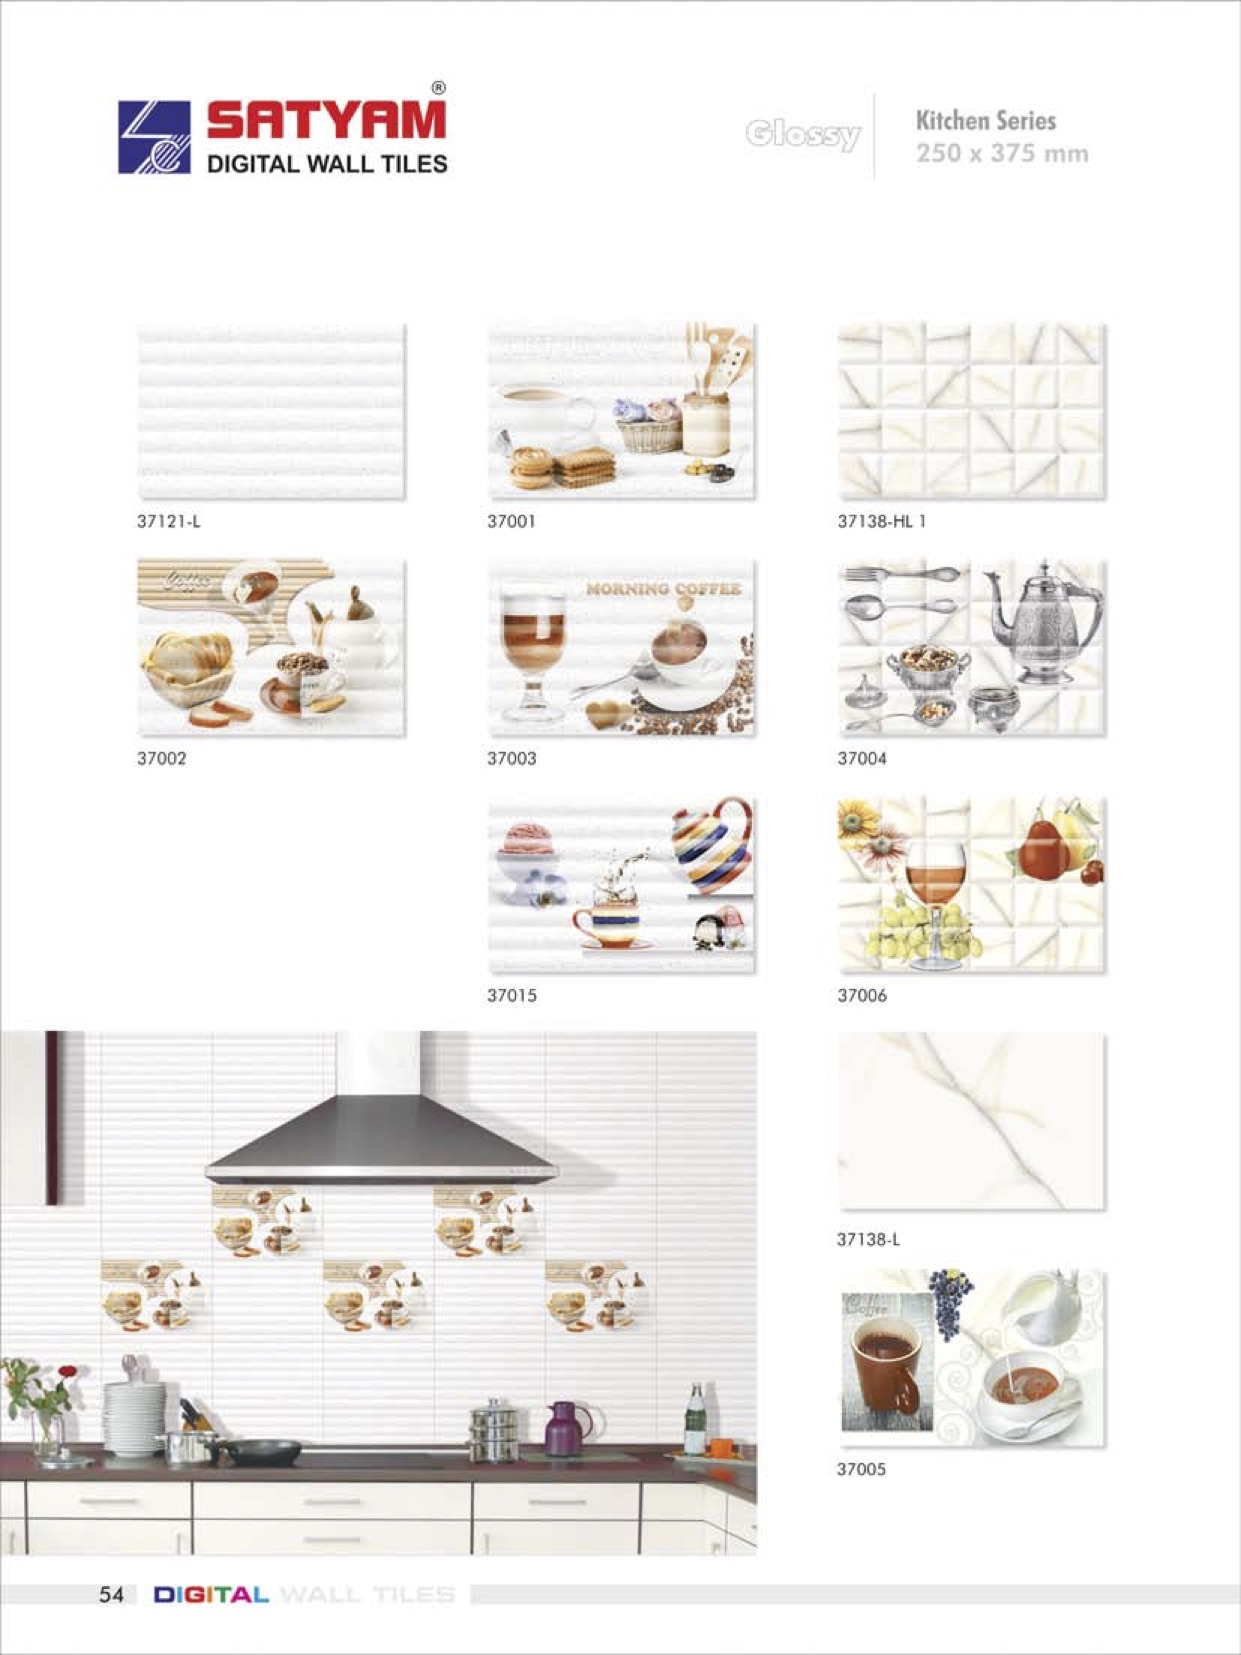 ®
SATYAM
DIGITAL WALL TILES
Glossy
Kitchen Series
250 x 375 mm
37121-L
37001
37138-HL 1
Coffee
MORNING COFFEE
37002
37003
37004
37015
37006
37138-L
Coffee
37005
54 DIGITAL WALL TILES